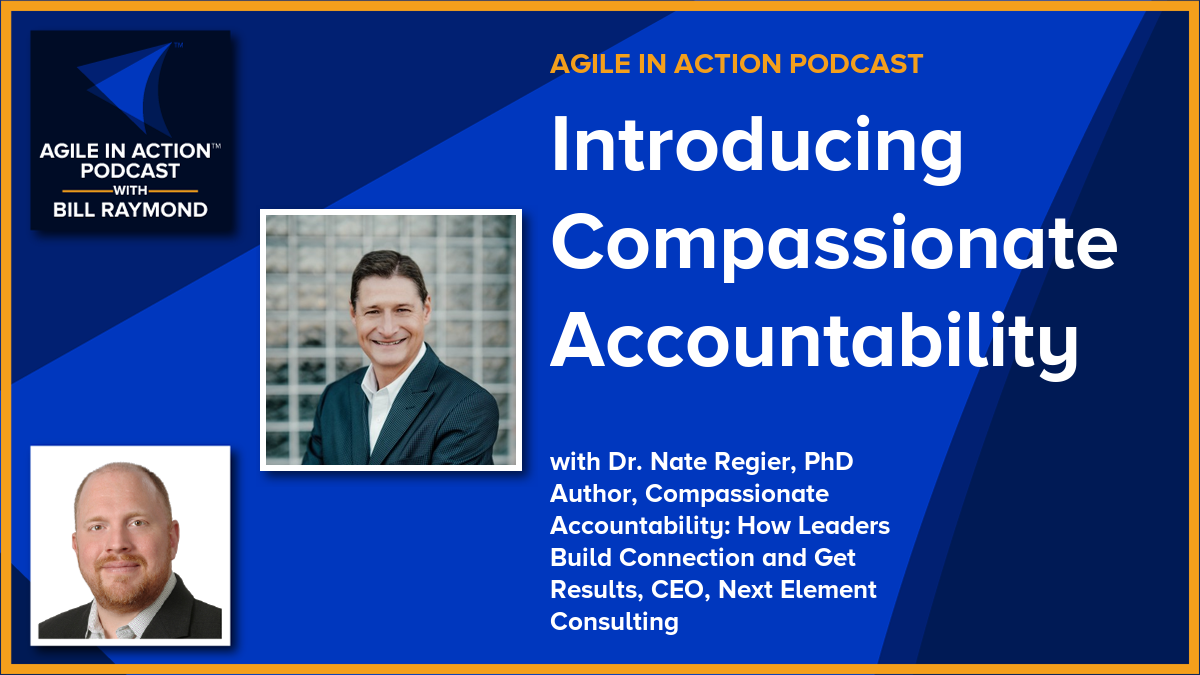 AGILE IN ACTION™
PODCAST
WITH
BILL RAYMOND
AGILE IN ACTION PODCAST
Introducing
Compassionate
Accountability
with Dr. Nate Regier, PhD
Author, Compassionate
Accountability: How Leaders
Build Connection and Get
Results, CEO, Next Element
Consulting